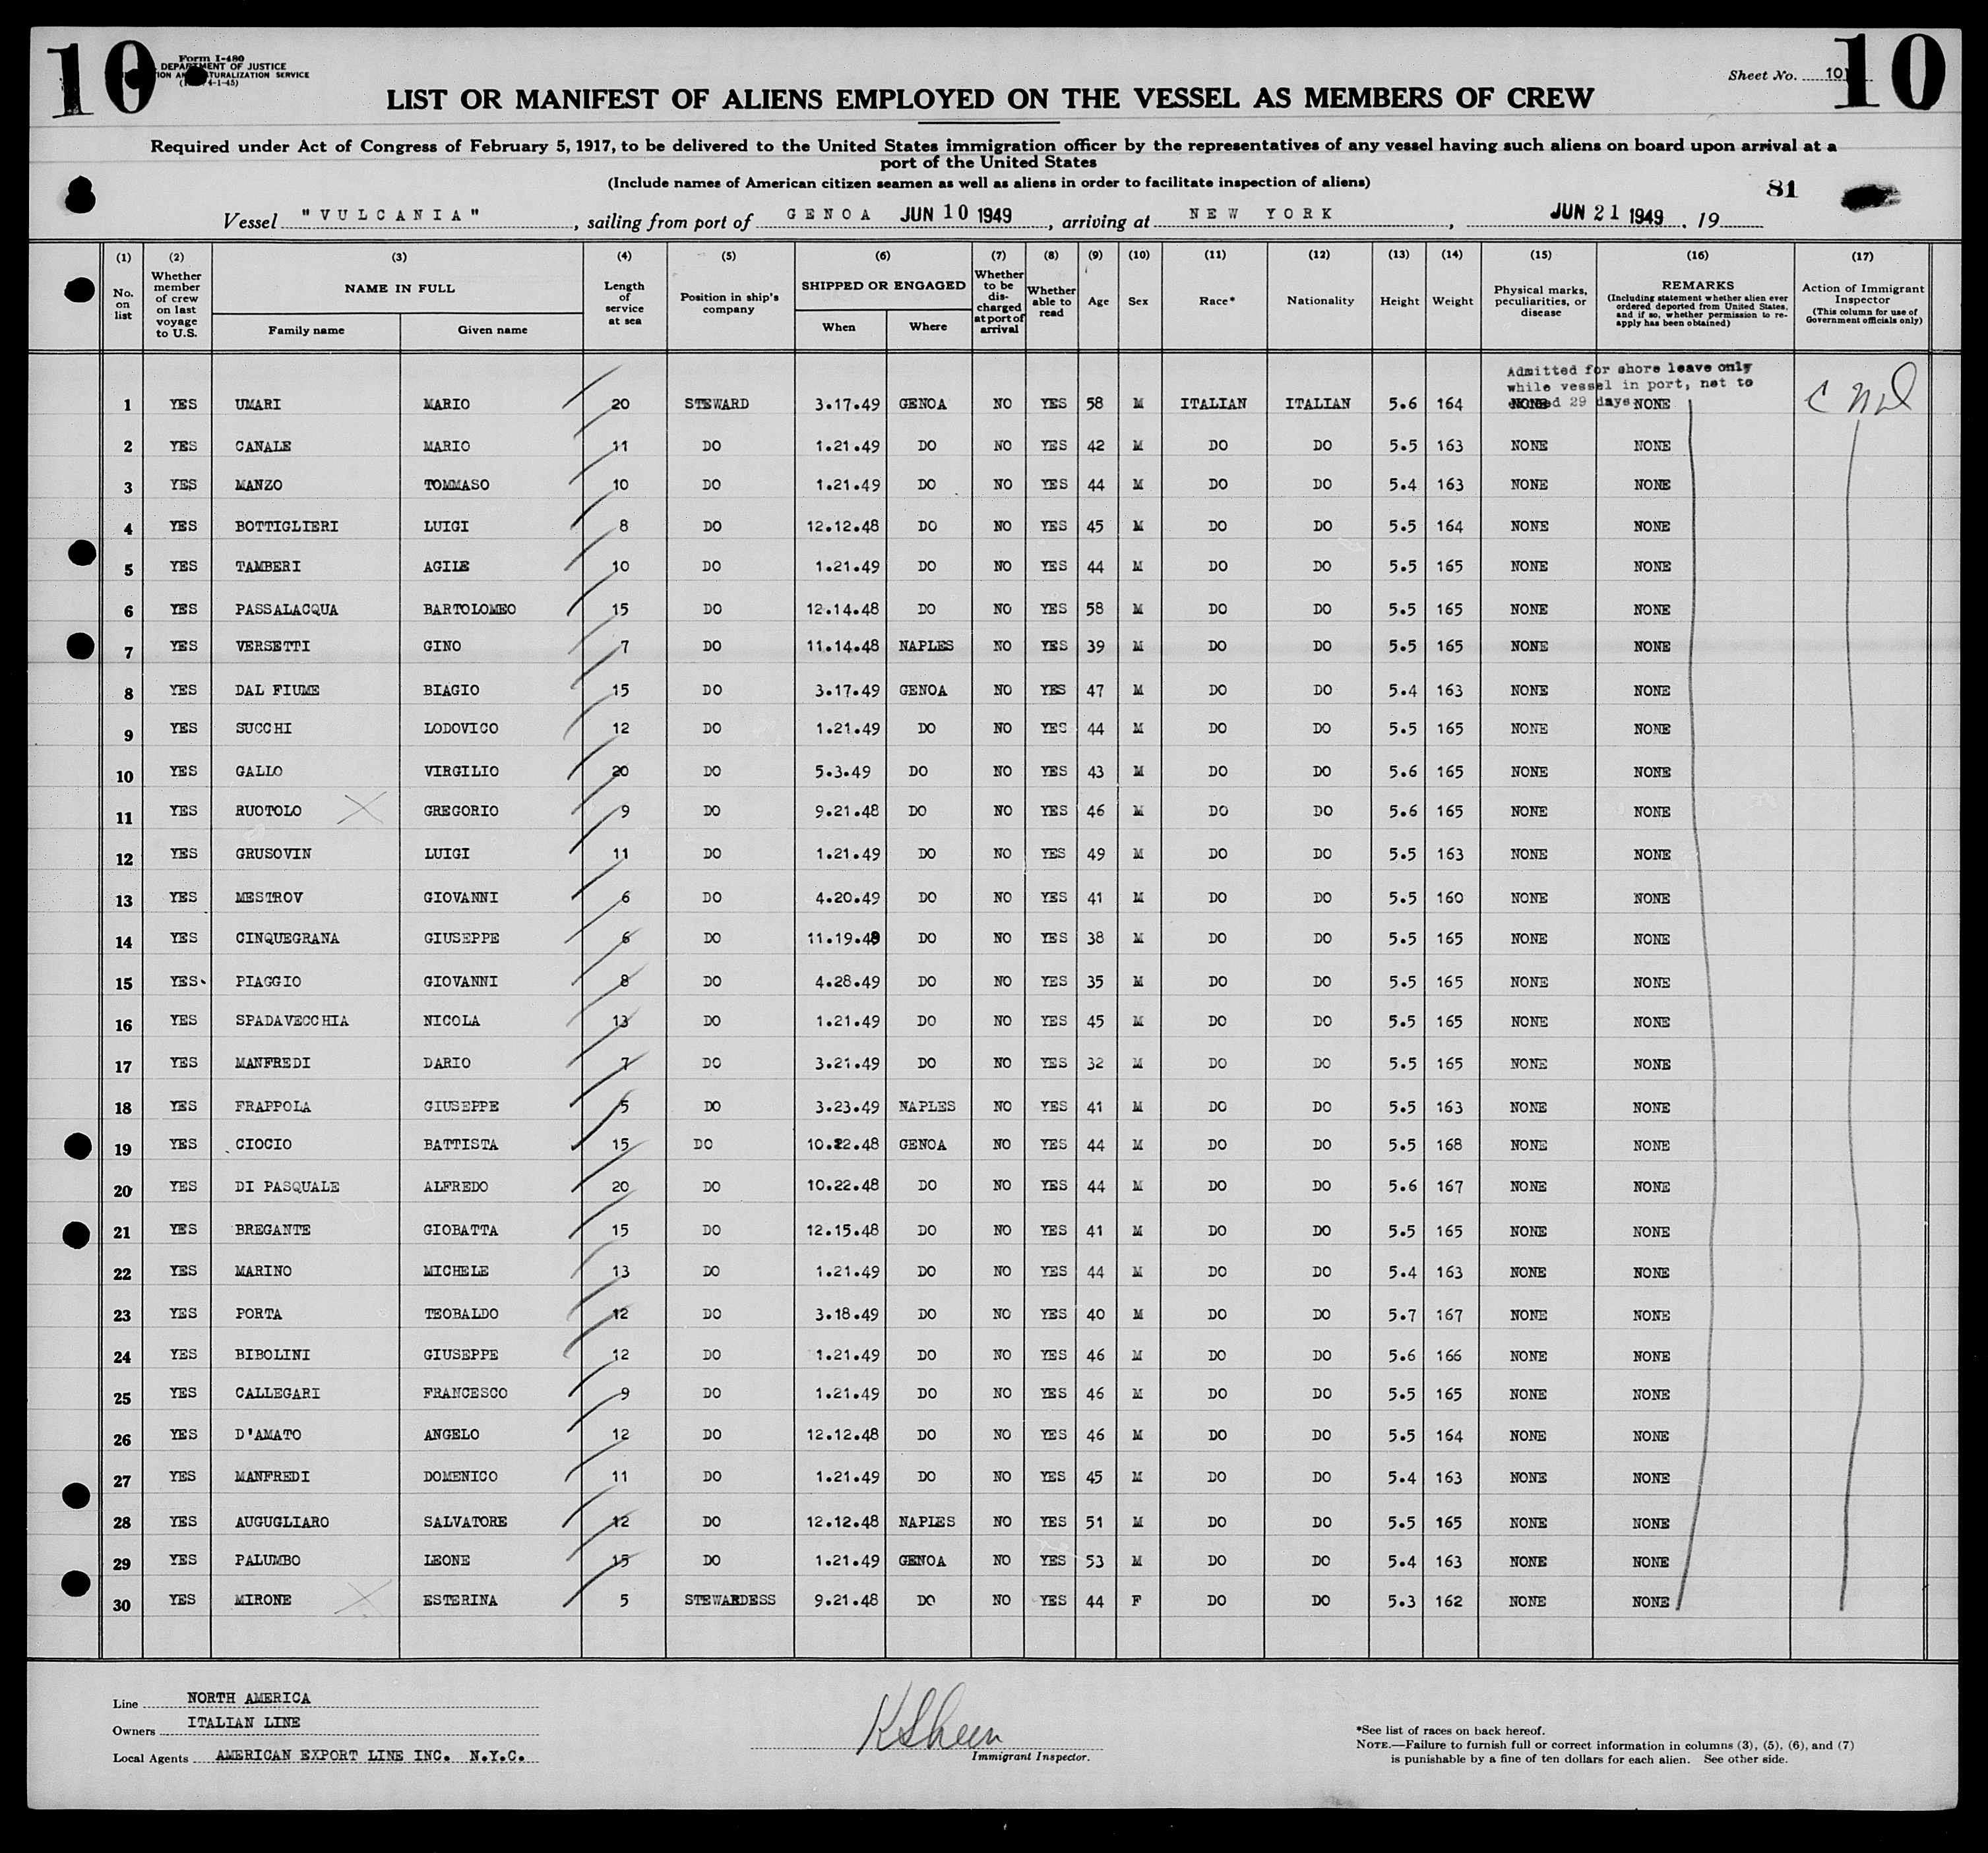 10
10
Form I-480
DEPARTMENT OF JUSTICE
NATURALIZATION SERVICE
4-1-45)
Sheet No. 10
LIST OR MANIFEST OF ALIENS EMPLOYED ON THE VESSEL AS MEMBERS OF CREW
Required under Act of Congress of February 5, 1917, to be delivered to the United States immigration officer by the representatives of any vessel having such aliens on board upon arrival at a
port of the United States
(Include names of American citizen seamen as well as aliens in order to facilitate inspection of aliens)
81
Vessel "VULCANIA", sailing from port of GENOA JUN 10 1949, arriving at NEW YORK, JUN 21 1949, 19
(1) No. on list
(2) Whether member of crew on last voyage to U.S.
(3) NAME IN FULL Family name Given name
(4) Length of service at sea
(5) Position in ship's company
(6) SHIPPED OR ENGAGED When Where
(7) Whether to be discharged at port of arrival
(8) Whether able to read
(9) Age
(10) Sex
(11) Race*
(12) Nationality
(13) Height
(14) Weight
(15) Physical marks, peculiarities, or disease
(16) REMARKS (Including statement whether alien ever ordered deported from United States, and if so, whether permission to re-apply has been obtained)
(17) Action of Immigrant Inspector (This column for use of Government officials only)
Admitted for shore leave only
while vessel in port, not to
exceed 29 days
1 YES UMARI MARIO 20 STEWARD 3.17.49 GENOA NO YES 58 M ITALIAN ITALIAN 5.6 164 NONE NONE
2 YES CANALE MARIO 11 DO 1.21.49 DO NO YES 42 M DO DO 5.5 163 NONE NONE
3 YES MANZO TOMMASO 10 DO 1.21.49 DO NO YES 44 M DO DO 5.4 163 NONE NONE
4 YES BOTTIGLIERI LUIGI 8 DO 12.12.48 DO NO YES 45 M DO DO 5.5 164 NONE NONE
5 YES TAMBERI AGILE 10 DO 1.21.49 DO NO YES 44 M DO DO 5.5 165 NONE NONE
6 YES PASSALACQUA BARTOLOMEO 15 DO 12.14.48 DO NO YES 58 M DO DO 5.5 165 NONE NONE
7 YES VERSETTI GINO 7 DO 11.14.48 NAPLES NO YES 39 M DO DO 5.5 165 NONE NONE
8 YES DAL FIUME BIAGIO 15 DO 3.17.49 GENOA NO YES 47 M DO DO 5.4 163 NONE NONE
9 YES SUCCHI LODOVICO 12 DO 1.21.49 DO NO YES 44 M DO DO 5.5 165 NONE NONE
10 YES GALLO VIRGILIO 20 DO 5.3.49 DO NO YES 43 M DO DO 5.6 165 NONE NONE
11 YES RUOTOLO GREGORIO 9 DO 9.21.48 DO NO YES 46 M DO DO 5.6 165 NONE NONE
12 YES GRUSOVIN LUIGI 11 DO 1.21.49 DO NO YES 49 M DO DO 5.5 163 NONE NONE
13 YES MESTROV GIOVANNI 6 DO 4.20.49 DO NO YES 41 M DO DO 5.5 160 NONE NONE
14 YES CINQUEGRANA GIUSEPPE 6 DO 11.19.48 DO NO YES 38 M DO DO 5.5 165 NONE NONE
15 YES PIAGGIO GIOVANNI 8 DO 4.28.49 DO NO YES 35 M DO DO 5.5 165 NONE NONE
16 YES SPADAVECCHIA NICOLA 13 DO 1.21.49 DO NO YES 45 M DO DO 5.5 165 NONE NONE
17 YES MANFREDI DARIO 7 DO 3.21.49 DO NO YES 32 M DO DO 5.5 165 NONE NONE
18 YES FRAPPOLA GIUSEPPE 5 DO 3.23.49 NAPLES NO YES 41 M DO DO 5.5 163 NONE NONE
19 YES CIOCIO BATTISTA 15 DO 10.22.48 GENOA NO YES 44 M DO DO 5.5 168 NONE NONE
20 YES DI PASQUALE ALFREDO 20 DO 10.22.48 DO NO YES 44 M DO DO 5.6 167 NONE NONE
21 YES BREGANTE GIOBATTA 15 DO 12.15.48 DO NO YES 41 M DO DO 5.5 165 NONE NONE
22 YES MARINO MICHELE 13 DO 1.21.49 DO NO YES 44 M DO DO 5.4 163 NONE NONE
23 YES PORTA TEOBALDO 12 DO 3.18.49 DO NO YES 40 M DO DO 5.7 167 NONE NONE
24 YES BIBOLINI GIUSEPPE 12 DO 1.21.49 DO NO YES 46 M DO DO 5.6 166 NONE NONE
25 YES CALLEGARI FRANCESCO 9 DO 1.21.49 DO NO YES 46 M DO DO 5.5 165 NONE NONE
26 YES D'AMATO ANGELO 12 DO 12.12.48 DO NO YES 46 M DO DO 5.5 164 NONE NONE
27 YES MANFREDI DOMENICO 11 DO 1.21.49 DO NO YES 45 M DO DO 5.4 163 NONE NONE
28 YES AUGUGLIARO SALVATORE 12 DO 12.12.48 NAPLES NO YES 51 M DO DO 5.5 165 NONE NONE
29 YES PALUMBO LEONE 15 DO 1.21.49 GENOA NO YES 53 M DO DO 5.4 163 NONE NONE
30 YES MIRONE ESTERINA 5 STEWARDESS 9.21.48 DO NO YES 44 F DO DO 5.3 162 NONE NONE
Line NORTH AMERICA
Owners ITALIAN LINE
Local Agents AMERICAN EXPORT LINE INC. N.Y.C.
Immigrant Inspector.
*See list of races on back hereof.
NOTE.—Failure to furnish full or correct information in columns (3), (5), (6), and (7)
is punishable by a fine of ten dollars for each alien. See other side.